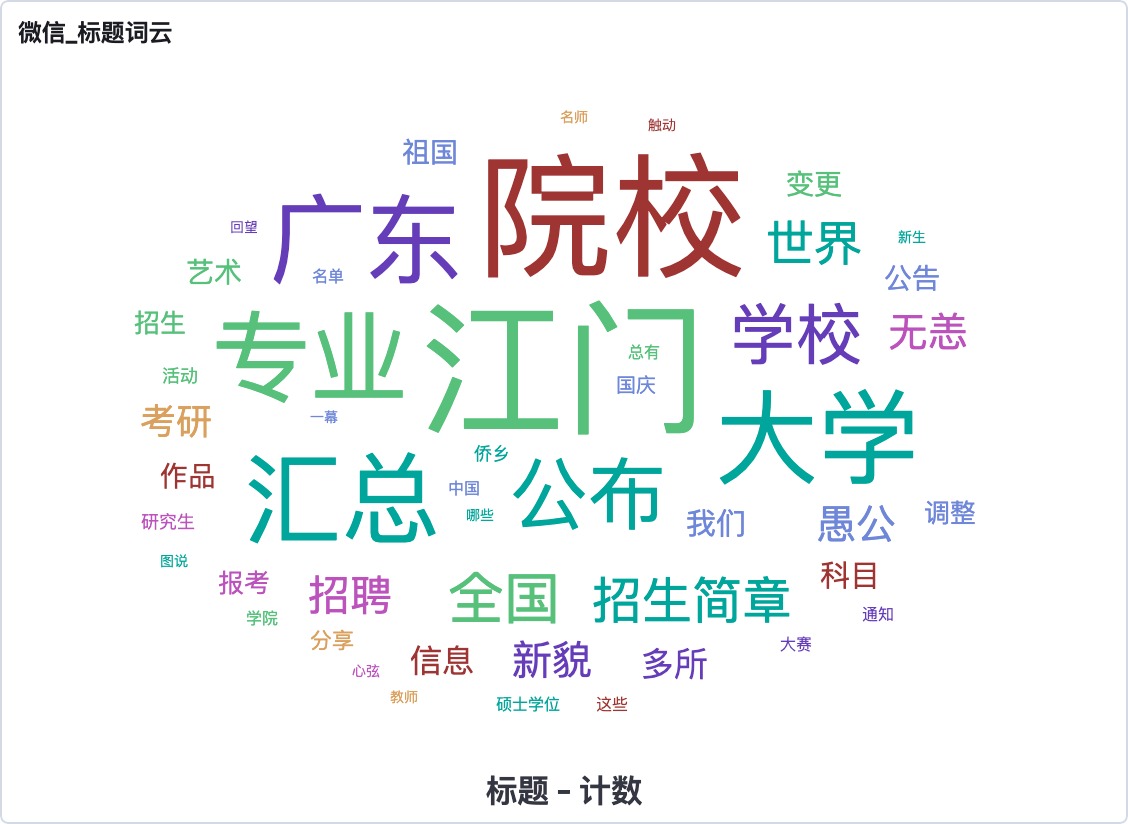 微信_标题词云
名师
触动
祖国
院校
变更
广东
回望
世界
新生
艺术
名单
公告
招生
专业
江门
学校
无恙
总有
活动
国庆
考研
一幕
大学
作品
侨乡
汇总
公布
中国
研究生
哪些
我们
愚公
调整
图说
报考
招聘
全国
招生简章
科目
学院
通知
分享
大赛
信息
新貌
多所
心弦
教师
硕士学位
这些
标题 - 计数